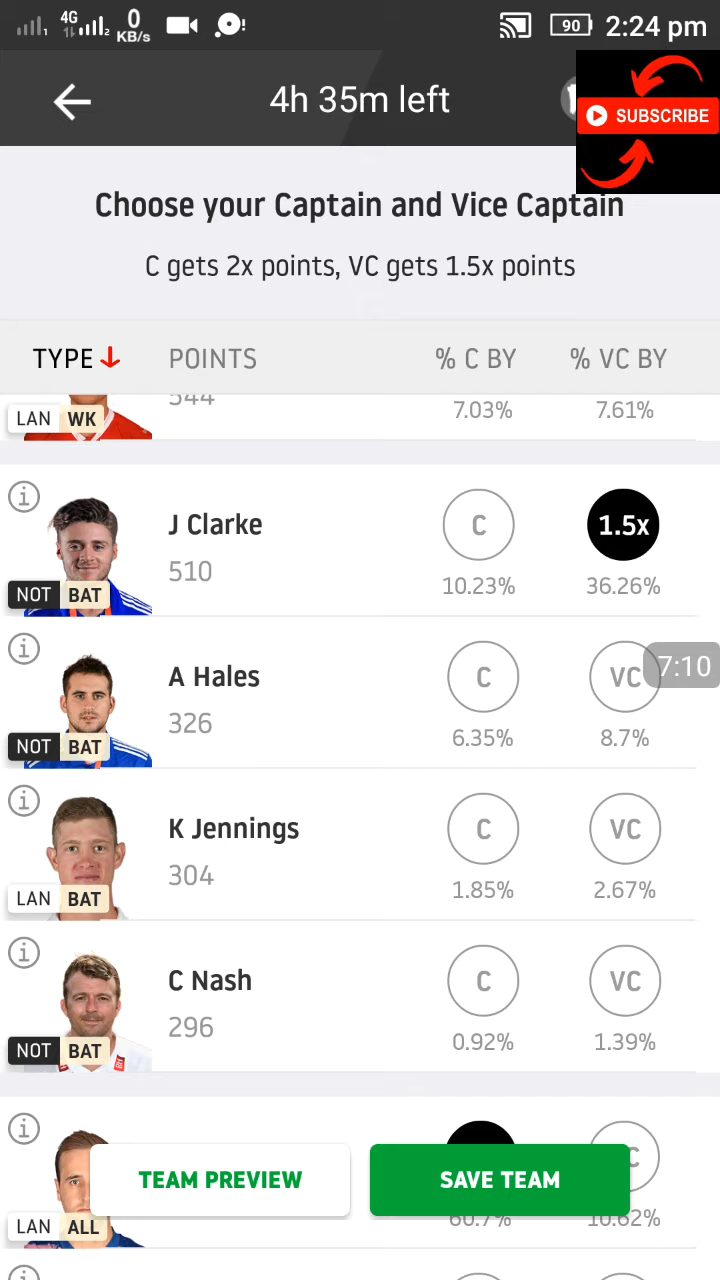 4G 0 KB/s 90 2:24 pm
4h 35m left
SUBSCRIBE
Choose your Captain and Vice Captain
C gets 2x points, VC gets 1.5x points
TYPE POINTS % C BY % VC BY
544
LAN WK 7.03% 7.61%
J Clarke C 1.5x
510 10.23% 36.26%
NOT BAT
A Hales C VC 7:10
326 6.35% 8.7%
NOT BAT
K Jennings C VC
304 1.85% 2.67%
LAN BAT
C Nash C VC
296 0.92% 1.39%
NOT BAT
TEAM PREVIEW SAVE TEAM
LAN ALL 60.7% 10.62%